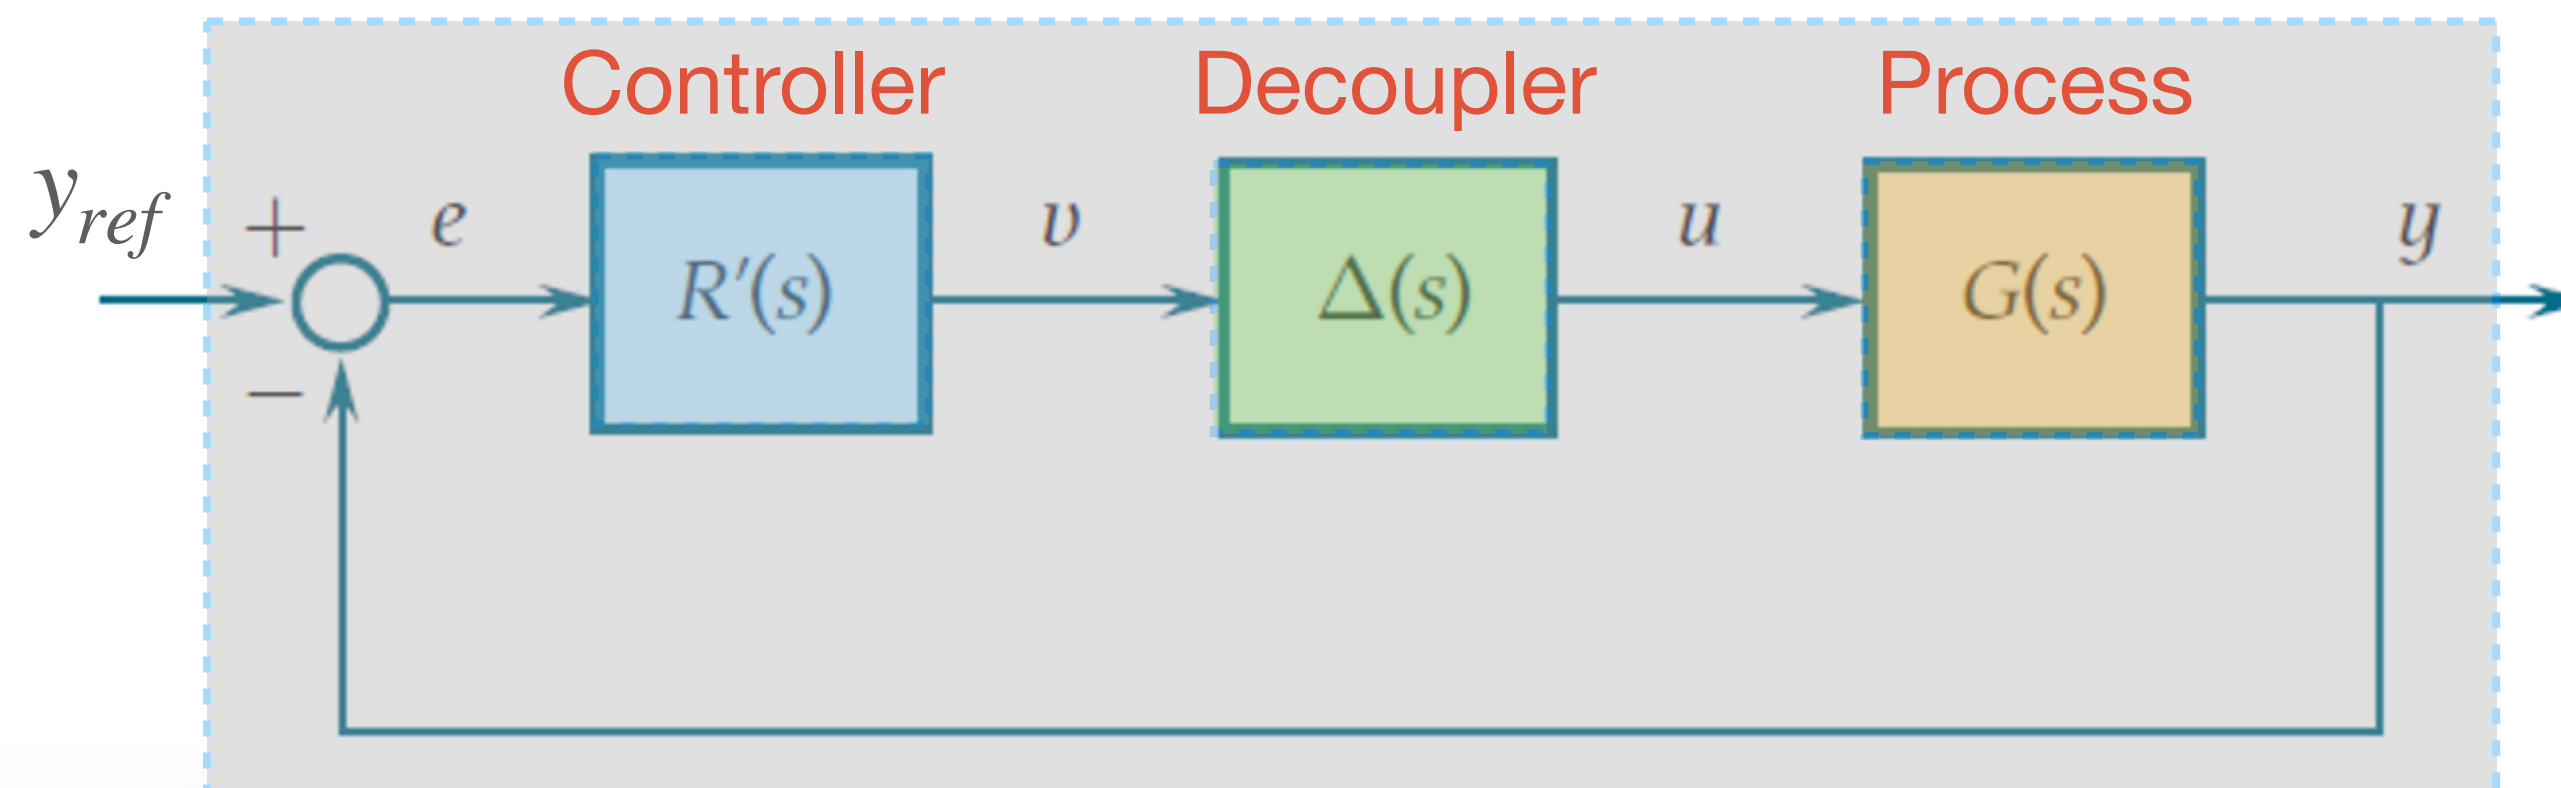 Controller Decoupler Process
y_ref + e R′(s) v Δ(s) u G(s) y
−